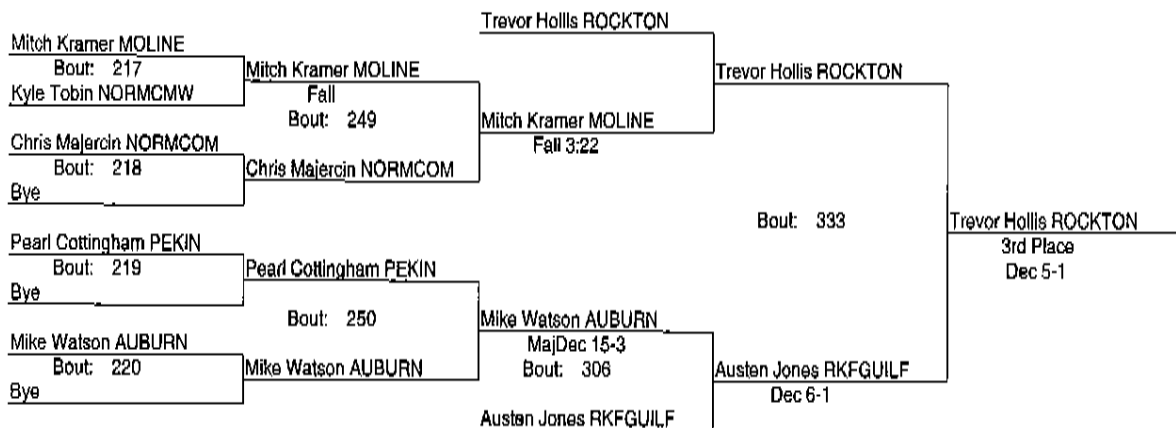 Trevor Hollis ROCKTON
Mitch Kramer MOLINE
Bout: 217
Kyle Tobin NORMCMW
Mitch Kramer MOLINE
Fall
Bout: 249
Trevor Hollis ROCKTON
Mitch Kramer MOLINE
Fall 3:22
Chris Majercin NORMCOM
Bout: 218
Bye
Chris Majercin NORMCOM
Bout: 333
Trevor Hollis ROCKTON
3rd Place
Dec 5-1
Pearl Cottingham PEKIN
Bout: 219
Bye
Pearl Cottingham PEKIN
Bout: 250
Mike Watson AUBURN
MajDec 15-3
Bout: 306
Mike Watson AUBURN
Bout: 220
Bye
Mike Watson AUBURN
Austen Jones RKFGUILF
Dec 6-1
Austen Jones RKFGUILF